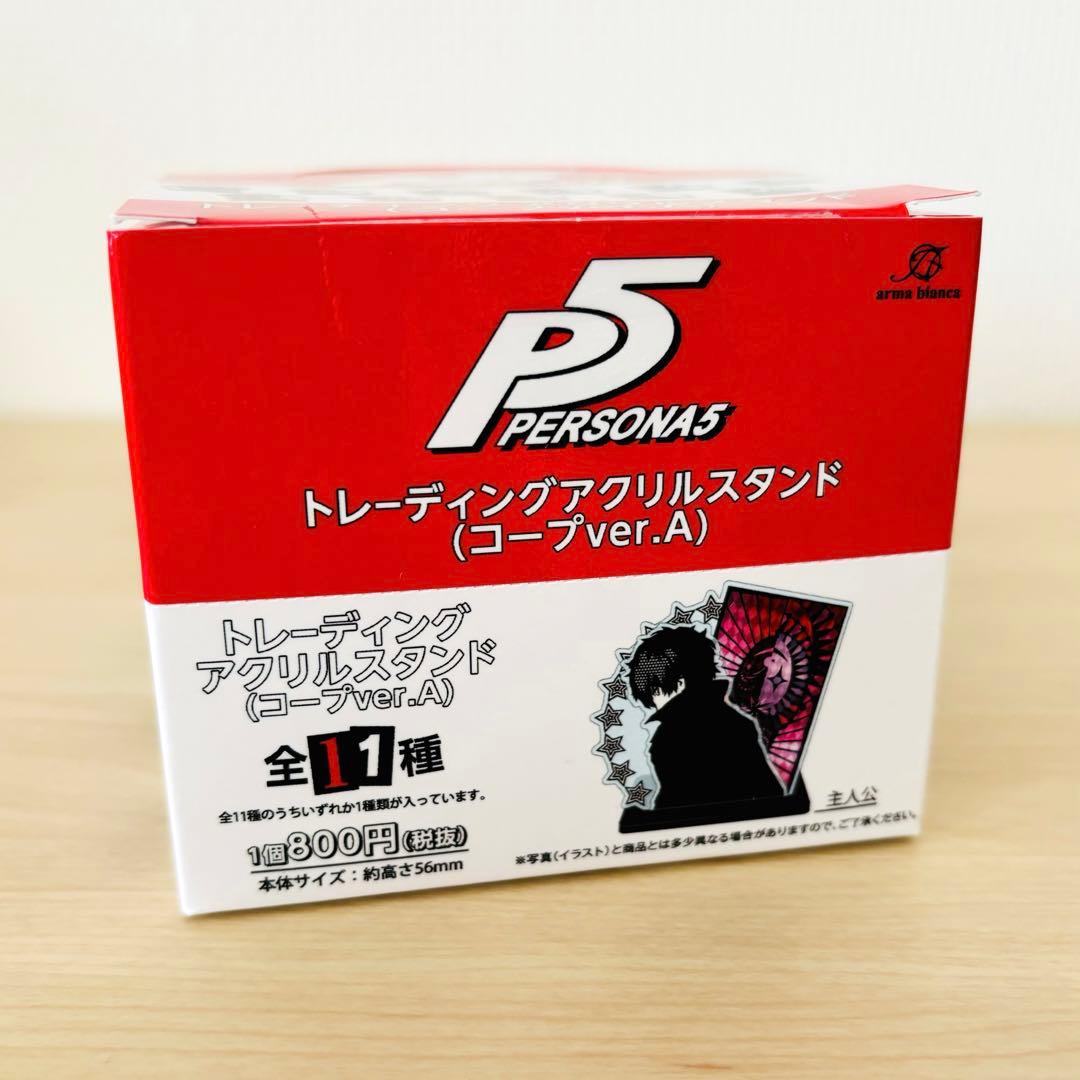 arma bianca
P5
PERSONA5
トレーディングアクリルスタンド
(コープver.A)
トレーディング
アクリルスタンド
(コープver.A)
全11種
全11種のうちいずれか1種類が入っています。
1個800円(税抜)
本体サイズ：約高さ56mm
主人公
※写真(イラスト)と商品とは多少異なる場合がありますので、ご了承ください。